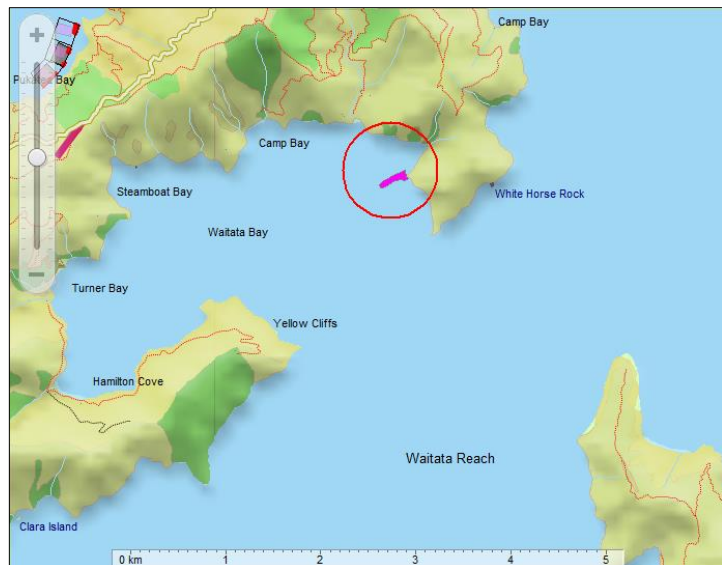 Camp Bay
Camp Bay
Steamboat Bay
White Horse Rock
Waitata Bay
Turner Bay
Yellow Cliffs
Hamilton Cove
Waitata Reach
Clara Island
0 km 1 2 3 4 5